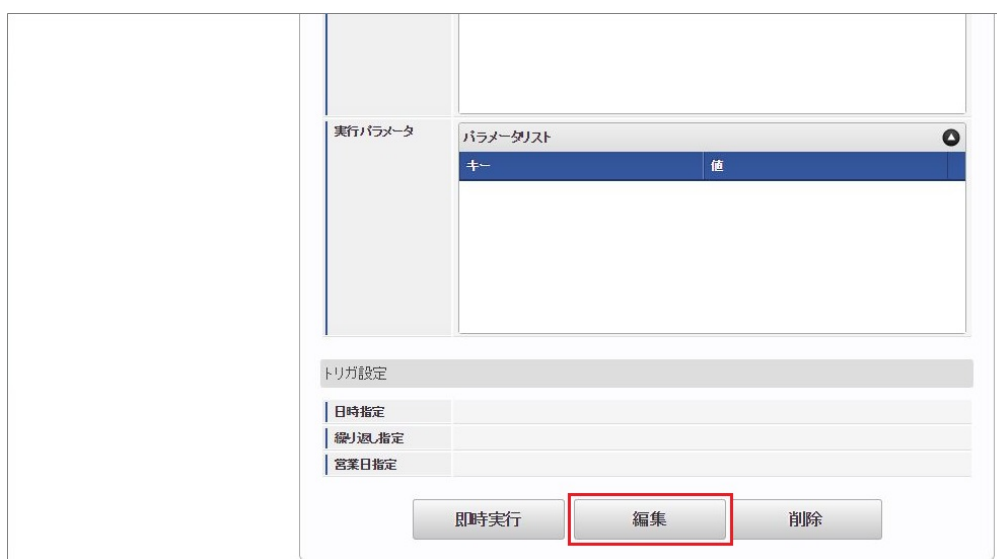 実行パラメータ
パラメータリスト
キー 値
トリガ設定
日時指定
繰り返し指定
営業日指定
即時実行 編集 削除